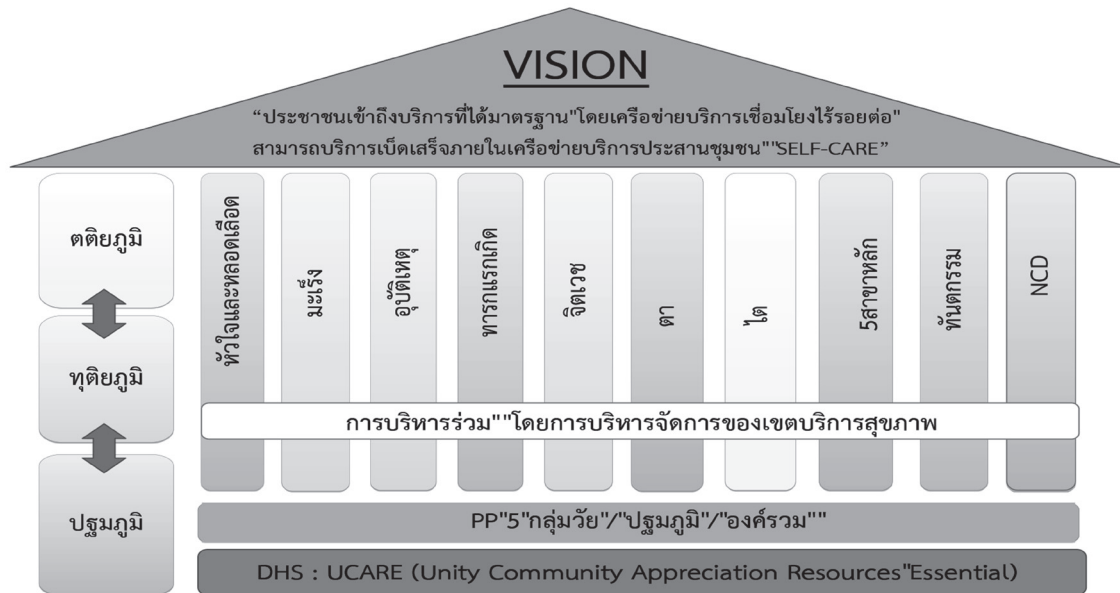 VISION
“ประชาชนเข้าถึงบริการที่ได้มาตรฐาน"โดยเครือข่ายบริการเชื่อมโยงไร้รอยต่อ"
สามารถบริการเบ็ดเสร็จภายในเครือข่ายบริการประสานชุมชน""SELF-CARE”
ตติยภูมิ
ทุติยภูมิ
ปฐมภูมิ
หัวใจและหลอดเลือด
มะเร็ง
อุบัติเหตุ
ทารกแรกเกิด
จิตเวช
ตา
ไต
5สาขาหลัก
ทันตกรรม
NCD
การบริหารร่วม""โดยการบริหารจัดการของเขตบริการสุขภาพ
PP"5"กลุ่มวัย"/"ปฐมภูมิ"/"องค์รวม""
DHS : UCARE (Unity Community Appreciation Resources"Essential)